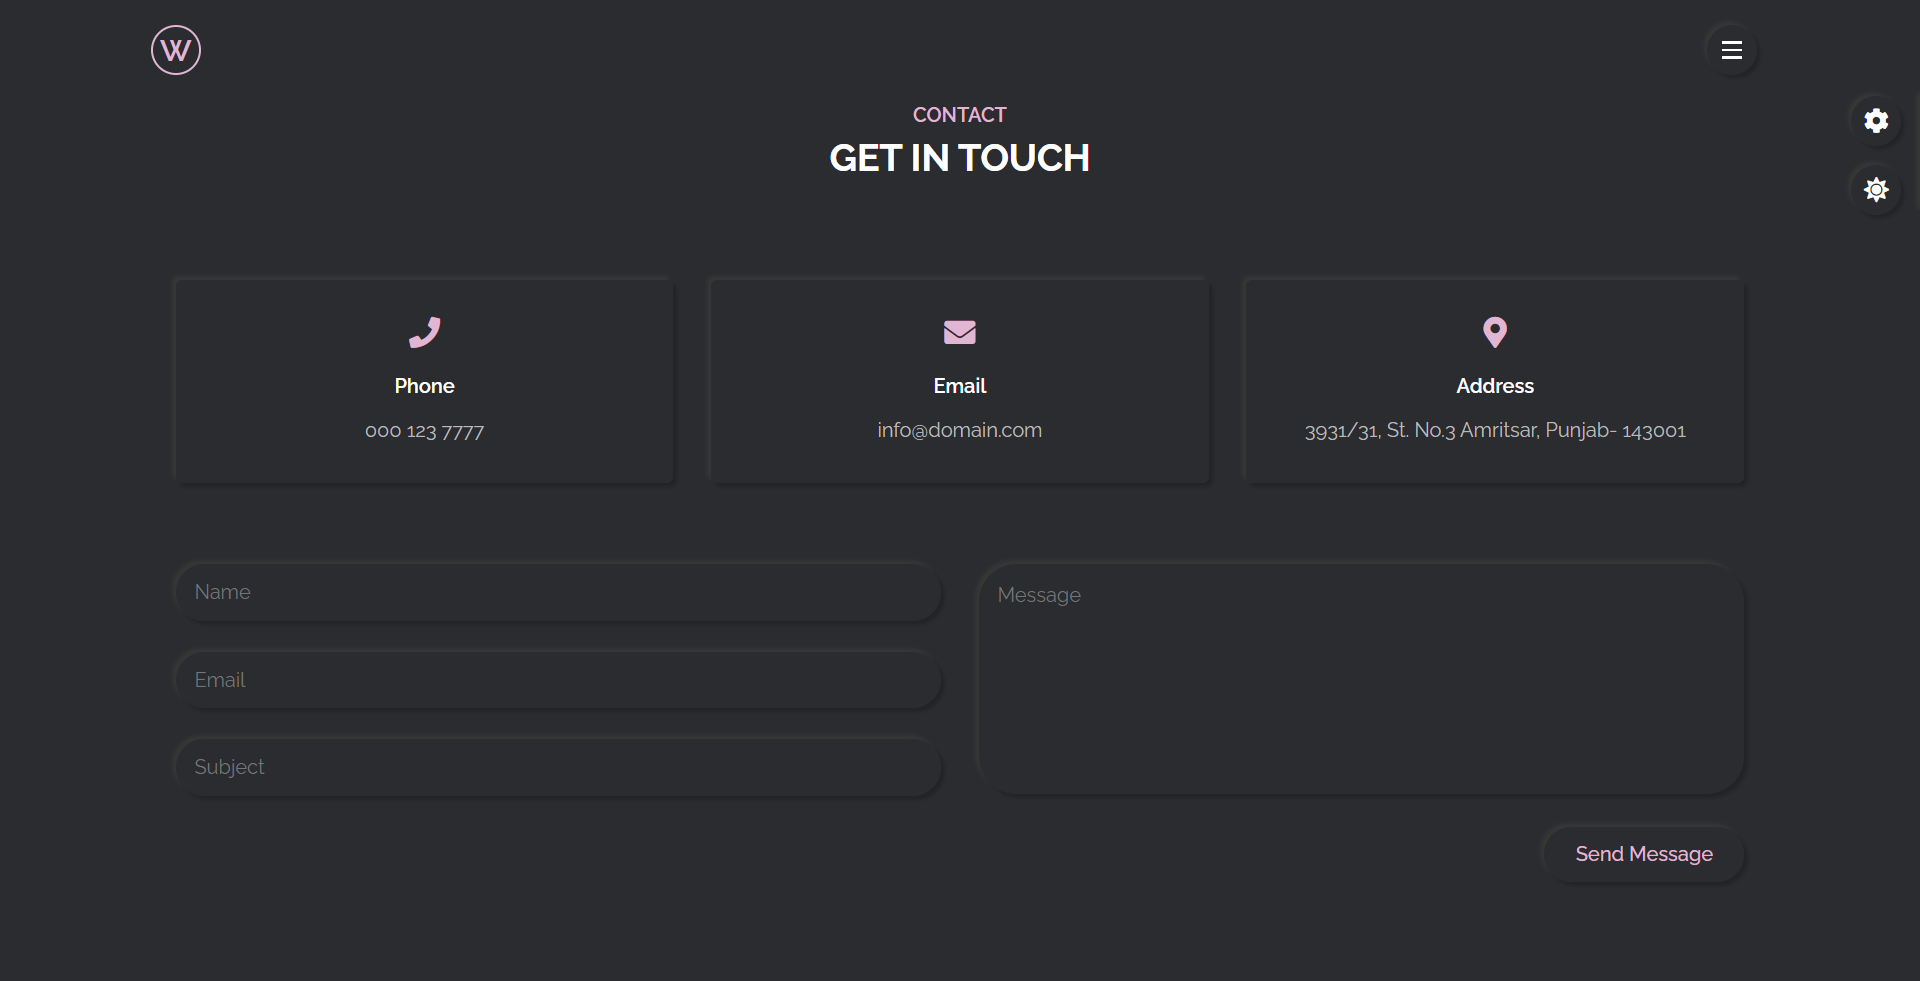 W
CONTACT
GET IN TOUCH
Phone
000 123 7777
Email
info@domain.com
Address
3931/31, St. No.3 Amritsar, Punjab- 143001
Name
Email
Subject
Message
Send Message